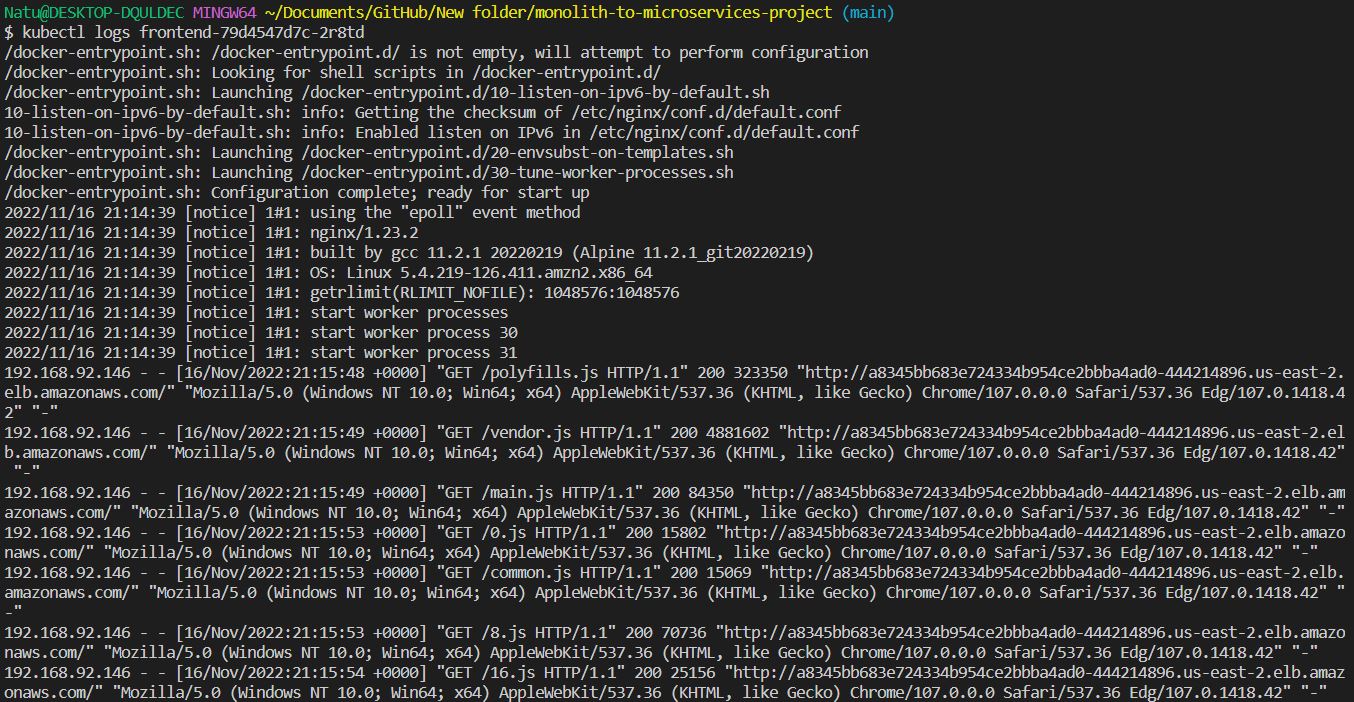 Natu@DESKTOP-DQULDEC MINGW64 ~/Documents/GitHub/New folder/monolith-to-microservices-project (main)
$ kubectl logs frontend-79d4547d7c-2r8td
/docker-entrypoint.sh: /docker-entrypoint.d/ is not empty, will attempt to perform configuration
/docker-entrypoint.sh: Looking for shell scripts in /docker-entrypoint.d/
/docker-entrypoint.sh: Launching /docker-entrypoint.d/10-listen-on-ipv6-by-default.sh
10-listen-on-ipv6-by-default.sh: info: Getting the checksum of /etc/nginx/conf.d/default.conf
10-listen-on-ipv6-by-default.sh: info: Enabled listen on IPv6 in /etc/nginx/conf.d/default.conf
/docker-entrypoint.sh: Launching /docker-entrypoint.d/20-envsubst-on-templates.sh
/docker-entrypoint.sh: Launching /docker-entrypoint.d/30-tune-worker-processes.sh
/docker-entrypoint.sh: Configuration complete; ready for start up
2022/11/16 21:14:39 [notice] 1#1: using the "epoll" event method
2022/11/16 21:14:39 [notice] 1#1: nginx/1.23.2
2022/11/16 21:14:39 [notice] 1#1: built by gcc 11.2.1 20220219 (Alpine 11.2.1_git20220219)
2022/11/16 21:14:39 [notice] 1#1: OS: Linux 5.4.219-126.411.amzn2.x86_64
2022/11/16 21:14:39 [notice] 1#1: getrlimit(RLIMIT_NOFILE): 1048576:1048576
2022/11/16 21:14:39 [notice] 1#1: start worker processes
2022/11/16 21:14:39 [notice] 1#1: start worker process 30
2022/11/16 21:14:39 [notice] 1#1: start worker process 31
192.168.92.146 - - [16/Nov/2022:21:15:48 +0000] "GET /polyfills.js HTTP/1.1" 200 323350 "http://a8345bb683e724334b954ce2bbba4ad0-444214896.us-east-2.
elb.amazonaws.com/" "Mozilla/5.0 (Windows NT 10.0; Win64; x64) AppleWebKit/537.36 (KHTML, like Gecko) Chrome/107.0.0.0 Safari/537.36 Edg/107.0.1418.4
2" "-"
192.168.92.146 - - [16/Nov/2022:21:15:49 +0000] "GET /vendor.js HTTP/1.1" 200 4881602 "http://a8345bb683e724334b954ce2bbba4ad0-444214896.us-east-2.el
b.amazonaws.com/" "Mozilla/5.0 (Windows NT 10.0; Win64; x64) AppleWebKit/537.36 (KHTML, like Gecko) Chrome/107.0.0.0 Safari/537.36 Edg/107.0.1418.42"
"-"
192.168.92.146 - - [16/Nov/2022:21:15:49 +0000] "GET /main.js HTTP/1.1" 200 84350 "http://a8345bb683e724334b954ce2bbba4ad0-444214896.us-east-2.elb.am
azonaws.com/" "Mozilla/5.0 (Windows NT 10.0; Win64; x64) AppleWebKit/537.36 (KHTML, like Gecko) Chrome/107.0.0.0 Safari/537.36 Edg/107.0.1418.42" "-"
192.168.92.146 - - [16/Nov/2022:21:15:53 +0000] "GET /0.js HTTP/1.1" 200 15802 "http://a8345bb683e724334b954ce2bbba4ad0-444214896.us-east-2.elb.amazo
naws.com/" "Mozilla/5.0 (Windows NT 10.0; Win64; x64) AppleWebKit/537.36 (KHTML, like Gecko) Chrome/107.0.0.0 Safari/537.36 Edg/107.0.1418.42" "-"
192.168.92.146 - - [16/Nov/2022:21:15:53 +0000] "GET /common.js HTTP/1.1" 200 15069 "http://a8345bb683e724334b954ce2bbba4ad0-444214896.us-east-2.elb.
amazonaws.com/" "Mozilla/5.0 (Windows NT 10.0; Win64; x64) AppleWebKit/537.36 (KHTML, like Gecko) Chrome/107.0.0.0 Safari/537.36 Edg/107.0.1418.42" "
-"
192.168.92.146 - - [16/Nov/2022:21:15:53 +0000] "GET /8.js HTTP/1.1" 200 70736 "http://a8345bb683e724334b954ce2bbba4ad0-444214896.us-east-2.elb.amazo
naws.com/" "Mozilla/5.0 (Windows NT 10.0; Win64; x64) AppleWebKit/537.36 (KHTML, like Gecko) Chrome/107.0.0.0 Safari/537.36 Edg/107.0.1418.42" "-"
192.168.92.146 - - [16/Nov/2022:21:15:54 +0000] "GET /16.js HTTP/1.1" 200 25156 "http://a8345bb683e724334b954ce2bbba4ad0-444214896.us-east-2.elb.amaz
onaws.com/" "Mozilla/5.0 (Windows NT 10.0; Win64; x64) AppleWebKit/537.36 (KHTML, like Gecko) Chrome/107.0.0.0 Safari/537.36 Edg/107.0.1418.42" "-"